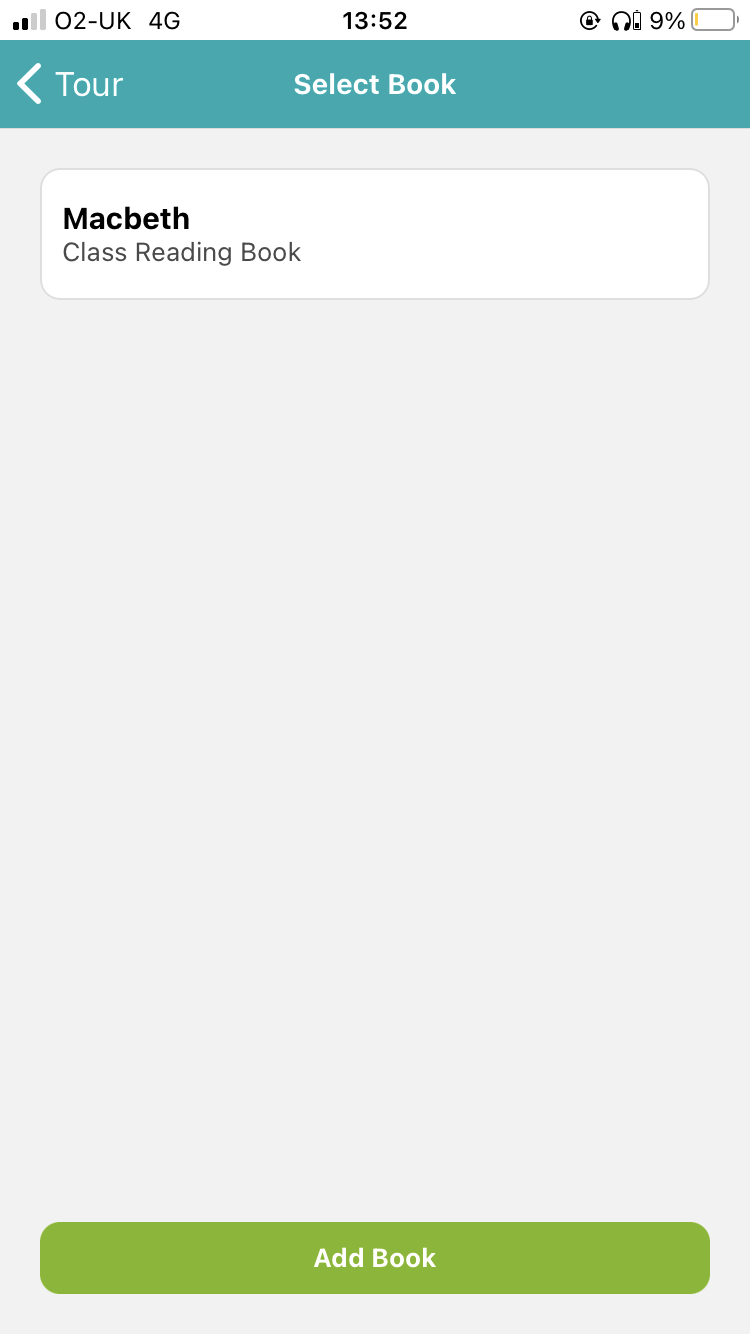 O2-UK 4G 13:52 9%
Tour Select Book
Macbeth
Class Reading Book
Add Book